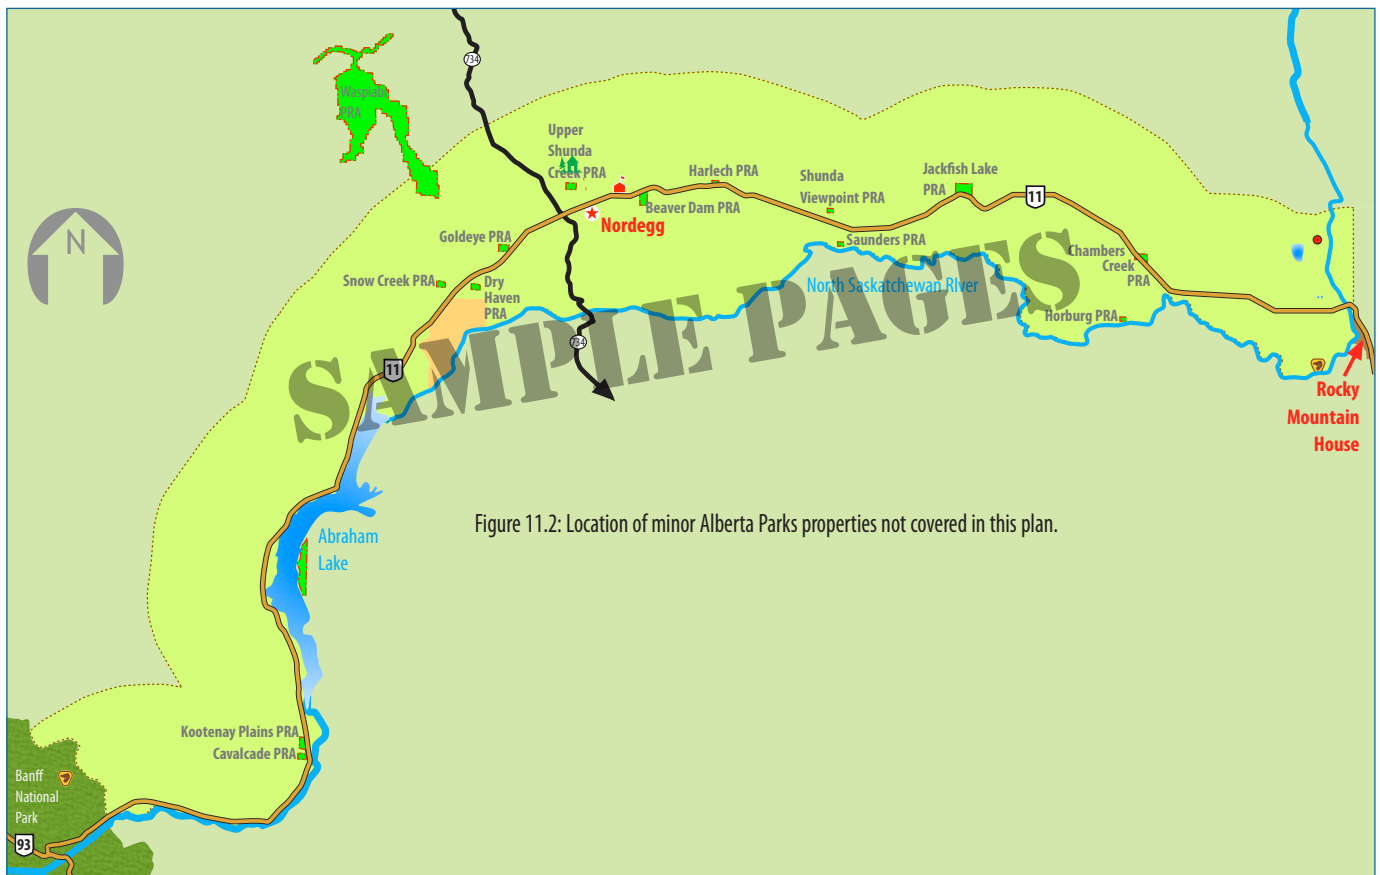 734
Waspiabi
PRA
Upper
Shunda
Creek PRA
Harlech PRA
Shunda
Viewpoint PRA
Jackfish Lake
PRA
11
Beaver Dam PRA
Nordegg
N
Goldeye PRA
Saunders PRA
Chambers
Creek
PRA
Snow Creek PRA
Dry
Haven
PRA
North Saskatchewan RIver
Horburg PRA
734
11
SAMPLE PAGES
Rocky
Mountain
House
Figure 11.2: Location of minor Alberta Parks properties not covered in this plan.
Abraham
Lake
Kootenay Plains PRA
Cavalcade PRA
Banff
National
Park
93